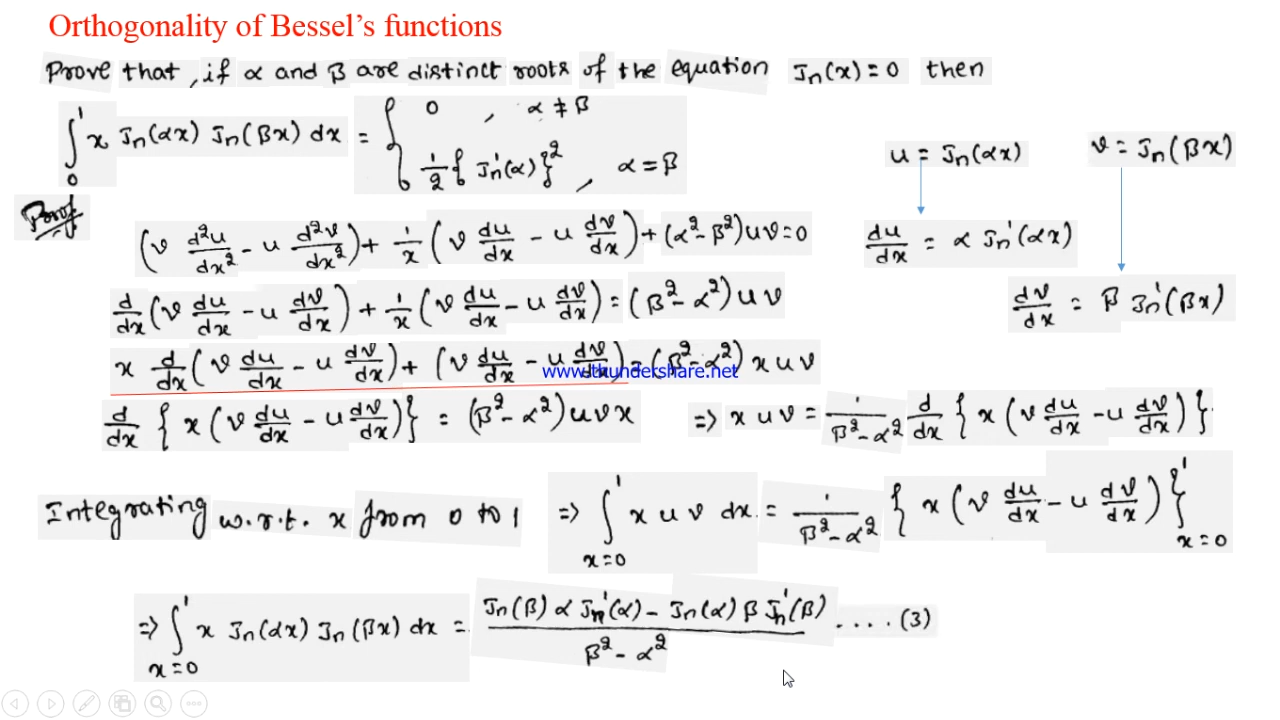 Orthogonality of Bessel's functions
Prove that, if α and β are distinct roots of the equation Jn(x)=0 then
∫₀¹ x Jn(αx) Jn(βx) dx = { 0 , α ≠ β
1/2 { Jn'(α) }² , α = β
u = Jn(αx)
v = Jn(βx)
Proof
(v d²u/dx² - u d²v/dx²) + 1/x (v du/dx - u dv/dx) + (α² - β²) uv = 0
du/dx = α Jn'(αx)
dv/dx = β Jn'(βx)
d/dx (v du/dx - u dv/dx) + 1/x (v du/dx - u dv/dx) = (β² - α²) uv
x d/dx (v du/dx - u dv/dx) + (v du/dx - u dv/dx) = (β² - α²) x uv
www.thundershare.net
d/dx { x (v du/dx - u dv/dx) } = (β² - α²) uvx => x uv = 1/(β² - α²) d/dx { x (v du/dx - u dv/dx) }
Integrating w.r.t. x from 0 to 1 => ∫_{x=0}^{1} x u v dx = 1/(β² - α²) { x (v du/dx - u dv/dx) }_{x=0}^{1}
=> ∫_{x=0}^{1} x Jn(αx) Jn(βx) dx = (Jn(β) α Jn'(α) - Jn(α) β Jn'(β)) / (β² - α²) .... (3)